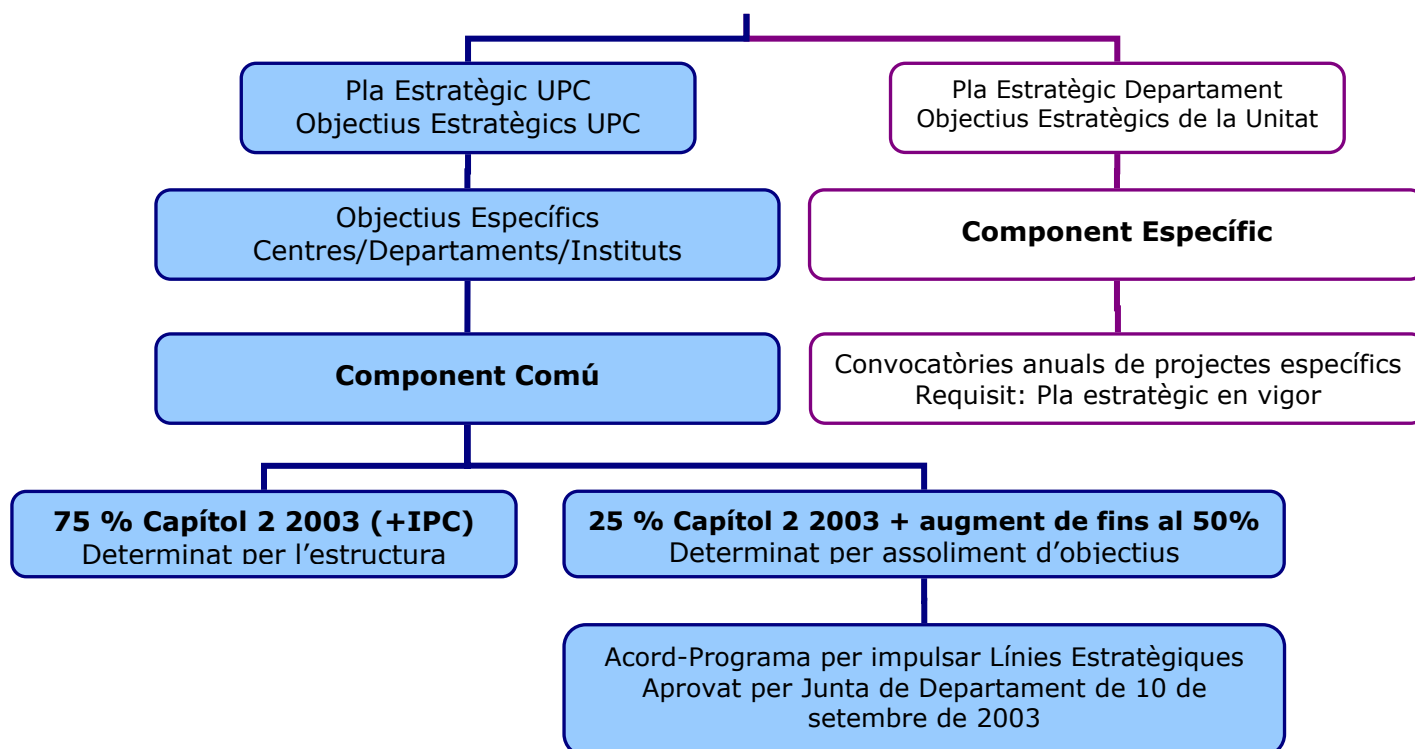 Pla Estratègic UPC
Objectius Estratègics UPC
Pla Estratègic Departament
Objectius Estratègics de la Unitat
Objectius Específics
Centres/Departaments/Instituts
Component Específic
Component Comú
Convocatòries anuals de projectes específics
Requisit: Pla estratègic en vigor
75 % Capítol 2 2003 (+IPC)
Determinat per l’estructura
25 % Capítol 2 2003 + augment de fins al 50%
Determinat per assoliment d’objectius
Acord-Programa per impulsar Línies Estratègiques
Aprovat per Junta de Departament de 10 de
setembre de 2003